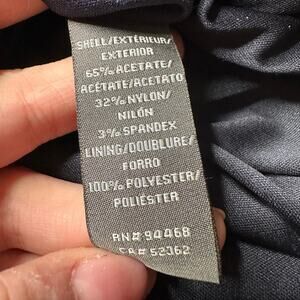 SHELL/EXTÉRIEUR/
EXTERIOR
65% ACETATE/
ACÉTATE/ACETATO
32% NYLON/
NILÓN
3% SPANDEX
LINING/DOUBLURE/
FORRO
100% POLYESTER/
POLIÉSTER
RN# 94468
CA# 52362